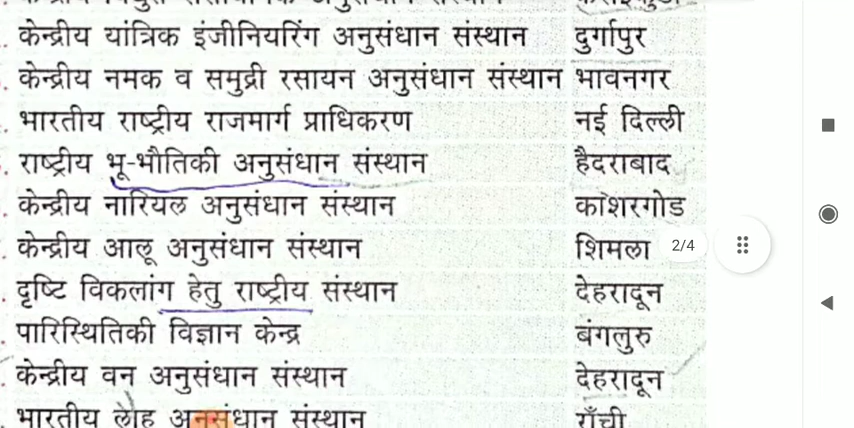 केन्द्रीय यांत्रिक इंजीनियरिंग अनुसंधान संस्थान दुर्गापुर
केन्द्रीय नमक व समुद्री रसायन अनुसंधान संस्थान भावनगर
भारतीय राष्ट्रीय राजमार्ग प्राधिकरण नई दिल्ली
राष्ट्रीय भू-भौतिकी अनुसंधान संस्थान हैदराबाद
केन्द्रीय नारियल अनुसंधान संस्थान काशरगोड
केन्द्रीय आलू अनुसंधान संस्थान शिमला 2/4
दृष्टि विकलांग हेतु राष्ट्रीय संस्थान देहरादून
पारिस्थितिकी विज्ञान केन्द्र बंगलुरु
केन्द्रीय वन अनुसंधान संस्थान देहरादून
भारतीय लाह अनुसंधान संस्थान राँची